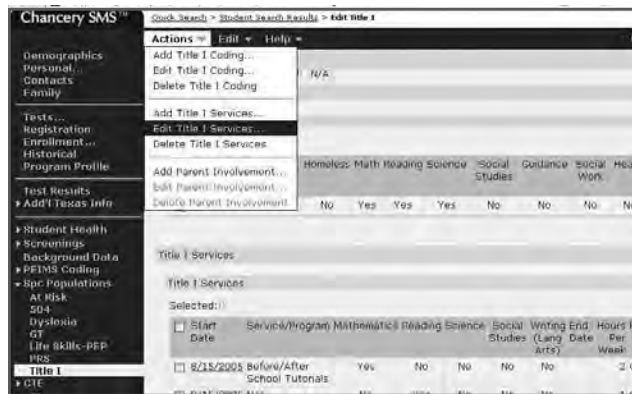 Chancery SMS™
Quick Search > Student Search Results > Edit Title I
Actions Edit Help
Demographics
Personal...
Contacts
Family
Tests...
Registration
Enrollment...
Historical
Program Profile
Test Results
Add'l Texas Info
Student Health
Screenings
Background Data
PEIMS Coding
Spc Populations
At Risk
504
Dyslexia
GT
Life Skills-PEP
PRS
Title I
CTE
Add Title I Coding...
Edit Title I Coding...
Delete Title I Coding
Add Title I Services...
Edit Title I Services...
Delete Title I Services
Add Parent Involvement...
Edit Parent Involvement...
Delete Parent Involvement
N/A
Homeless Math Reading Science Social Studies Guidance Social Work
No Yes Yes Yes No No No
Title I Services
Title I Services
Selected:
Start Date Service/Program Mathematics Reading Science Social Studies Writing (Lang Arts) End Date Hours Per Week
8/15/2005 Before/After School Tutorials Yes No No No No 2